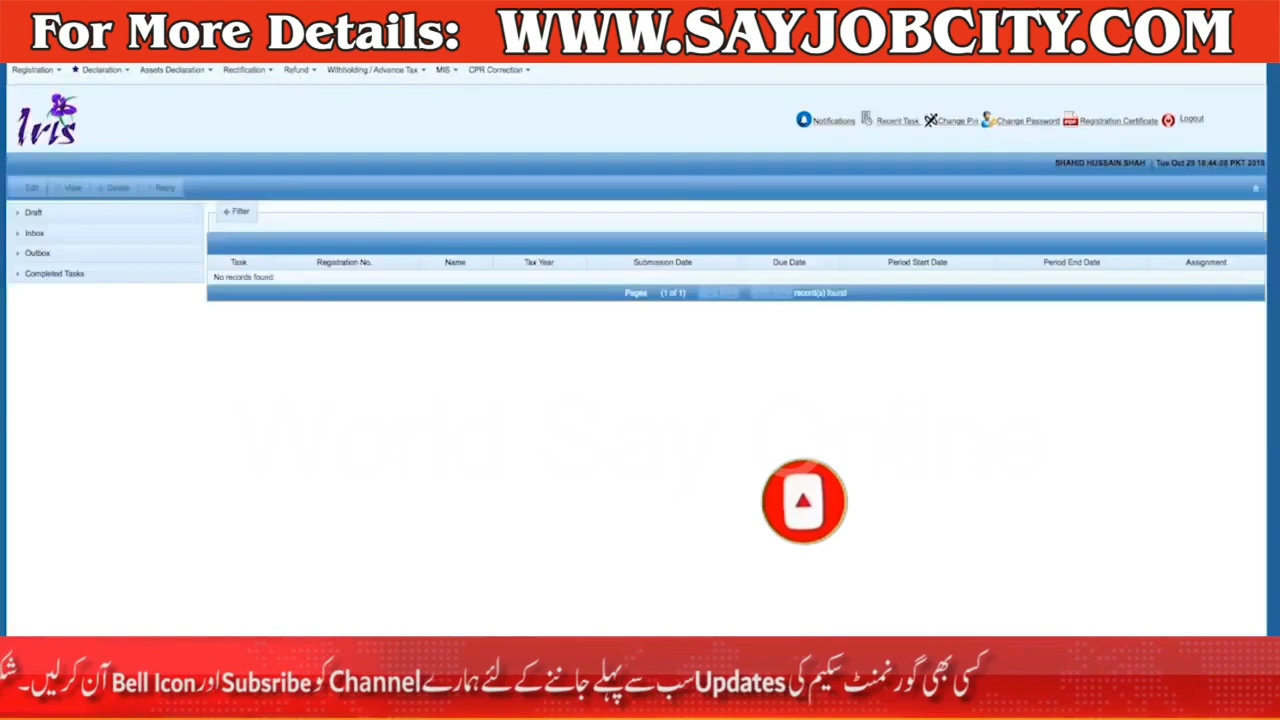 For More Details: WWW.SAYJOBCITY.COM
Registration Declaration Assets Declaration Rectification Refund Withholding / Advance Tax MIS CPR Correction
Iris
Notifications Recent Task Change Pin Change Password Registration Certificate Logout
SHAHID HUSSAIN SHAH | Tue Oct 29 18:44:08 PKT 2019
Edit View Delete Reply
Draft
Inbox
Outbox
Completed Tasks
+ Filter
Task Registration No. Name Tax Year Submission Date Due Date Period Start Date Period End Date Assignment
No records found.
Pages (1 of 1) record(s) found
World Say Online
کسی بھی گورنمنٹ سکیم کی Updates سب سے پہلے جاننے کے لئے ہمارے Channel کو Subsribe اور Bell Icon آن کرلیں۔